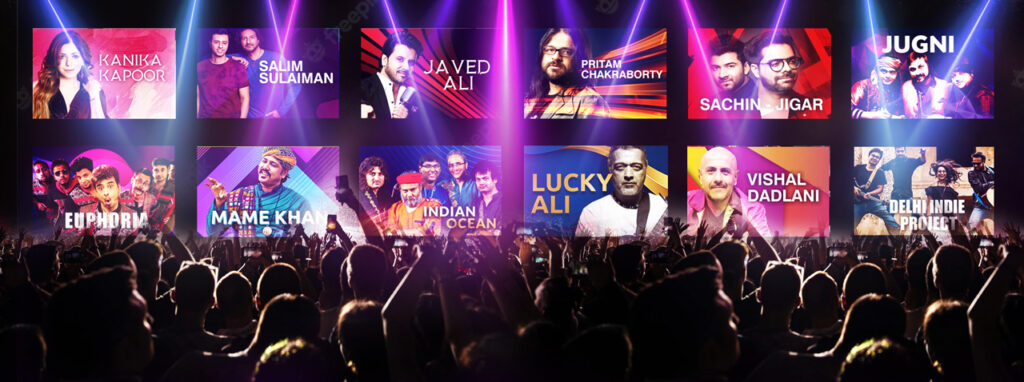 KANIKA
KAPOOR
SALIM
SULAIMAN
JAVED
ALI
PRITAM
CHAKRABORTY
SACHIN - JIGAR
JUGNI
EUPHORIA
MAME KHAN
INDIAN
OCEAN
LUCKY
ALI
VISHAL
DADLANI
DELHI INDIE
PROJECT